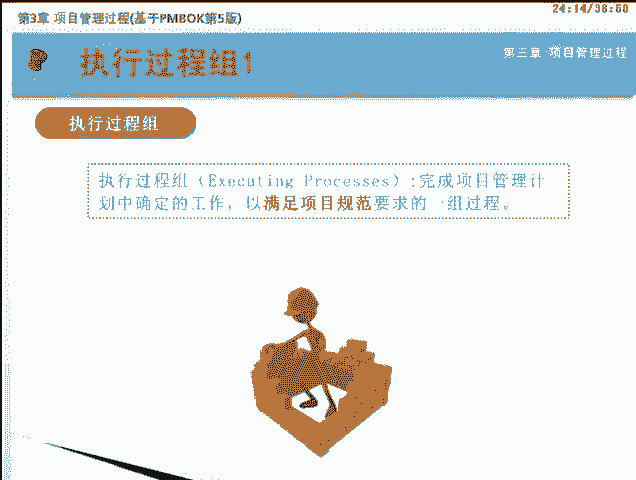 24:14/38:50
第3章 项目管理过程(基于PMBOK第5版)
执行过程组1
第三章 项目管理过程
执行过程组
执行过程组（Executing Processes）:完成项目管理计
划中确定的工作，以满足项目规范要求的一组过程。